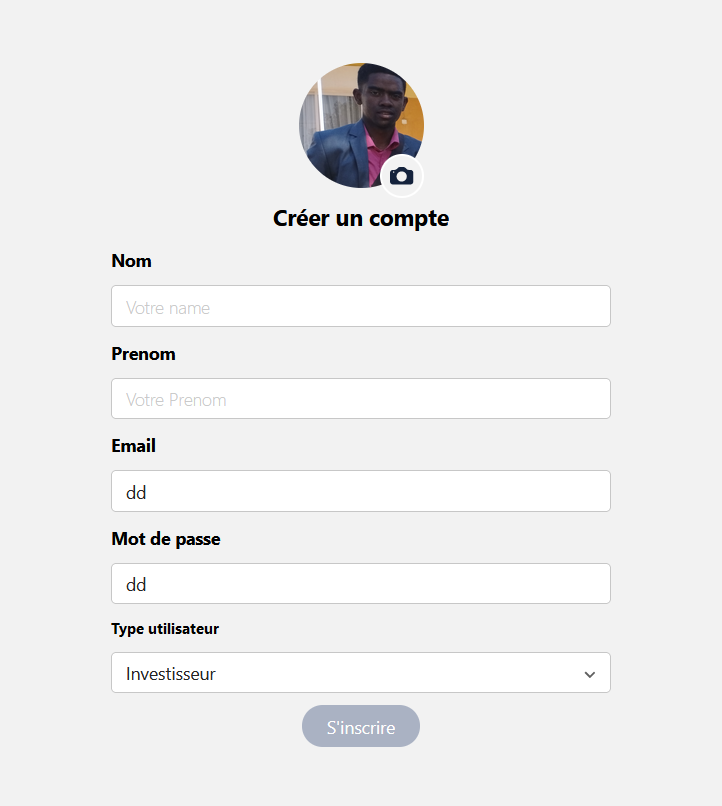 Créer un compte
Nom
Votre name
Prenom
Votre Prenom
Email
dd
Mot de passe
dd
Type utilisateur
Investisseur
S'inscrire